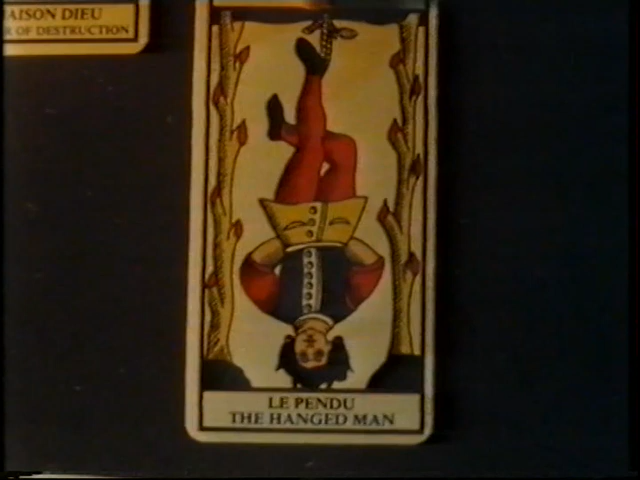 AISON DIEU
R OF DESTRUCTION
LE PENDU
THE HANGED MAN